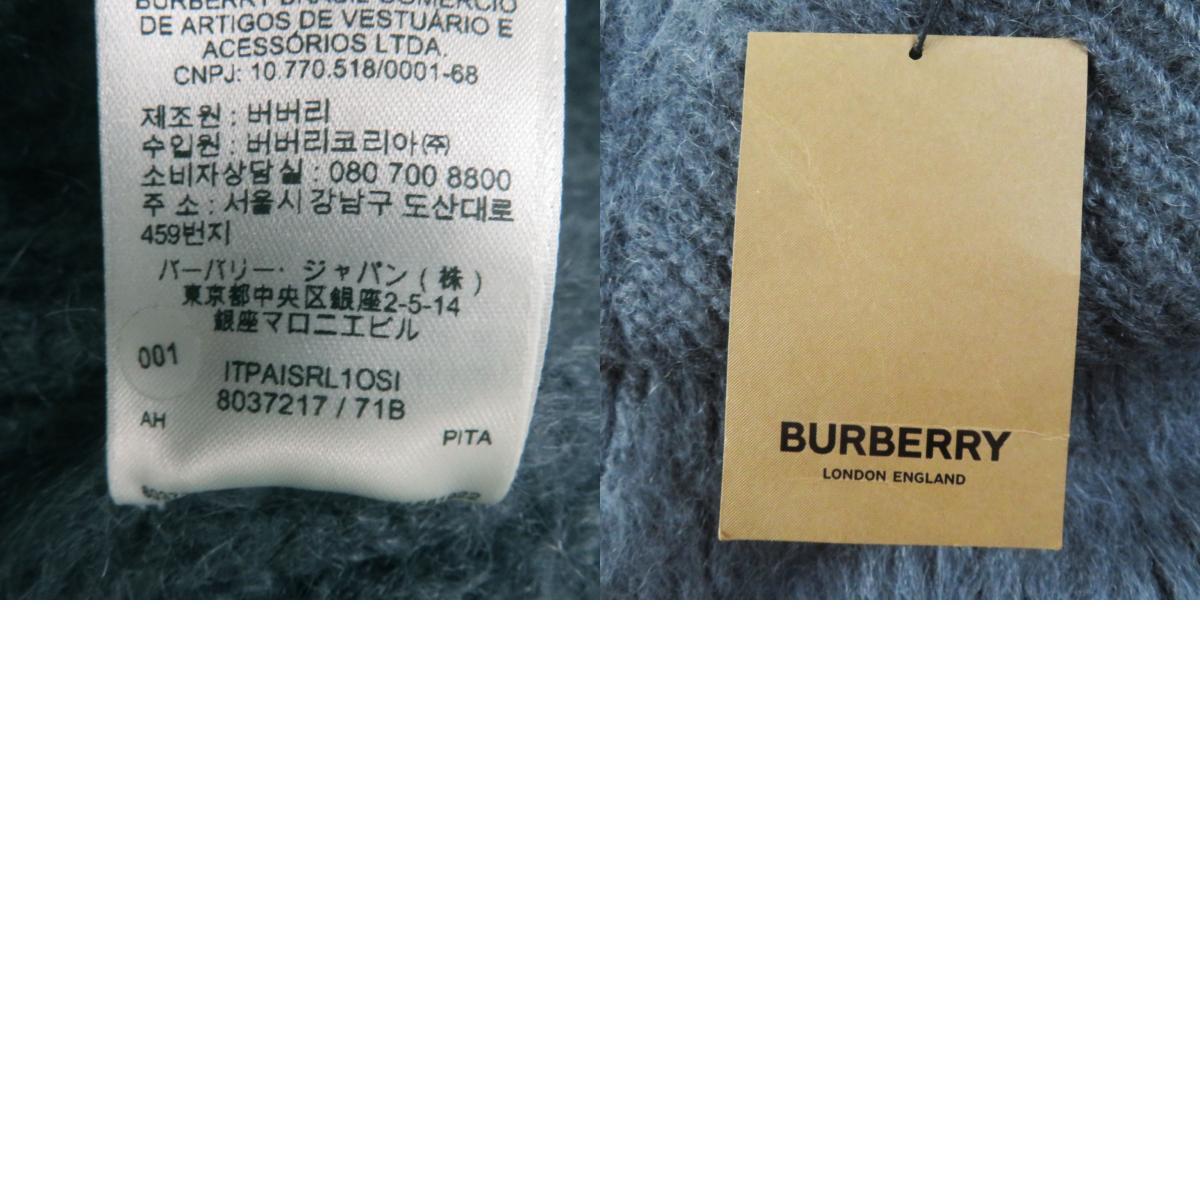 BURBERRY BRASIL COMÉRCIO
DE ARTIGOS DE VESTUÁRIO E
ACESSÓRIOS LTDA.
CNPJ: 10.770.518/0001-68
제조원 : 버버리
수입원 : 버버리코리아㈜
소비자상담실 : 080 700 8800
주 소 : 서울시 강남구 도산대로
459번지
バーバリー・ジャパン(株)
東京都中央区銀座2-5-14
銀座マロニエビル
001
ITPAISRL1OSI
8037217 / 71B
AH
PITA
BURBERRY
LONDON ENGLAND